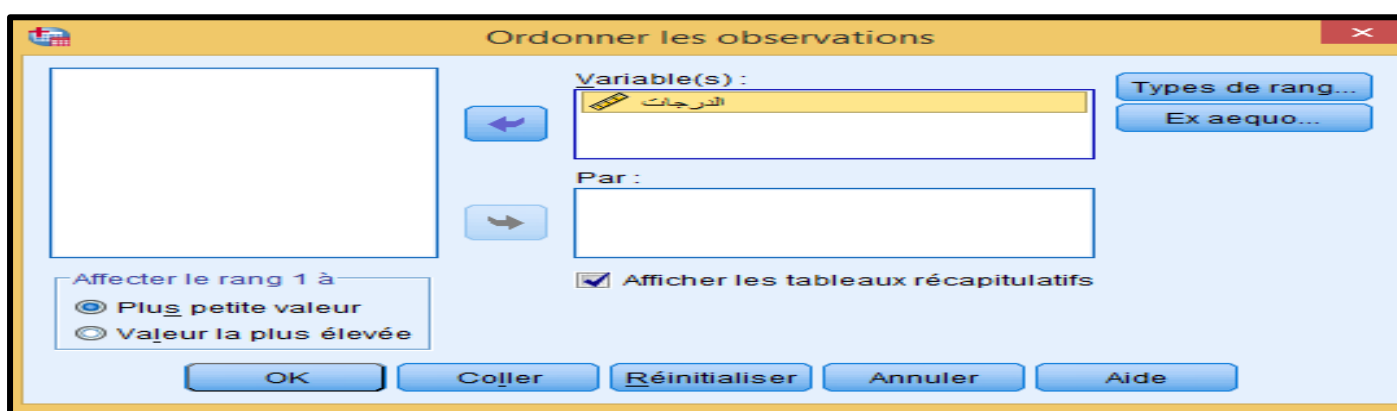 Ordonner les observations
Variable(s) :
الدرجات
Types de rang...
Ex aequo...
Par :
Affecter le rang 1 à
Plus petite valeur
Valeur la plus élevée
Afficher les tableaux récapitulatifs
OK
Coller
Réinitialiser
Annuler
Aide